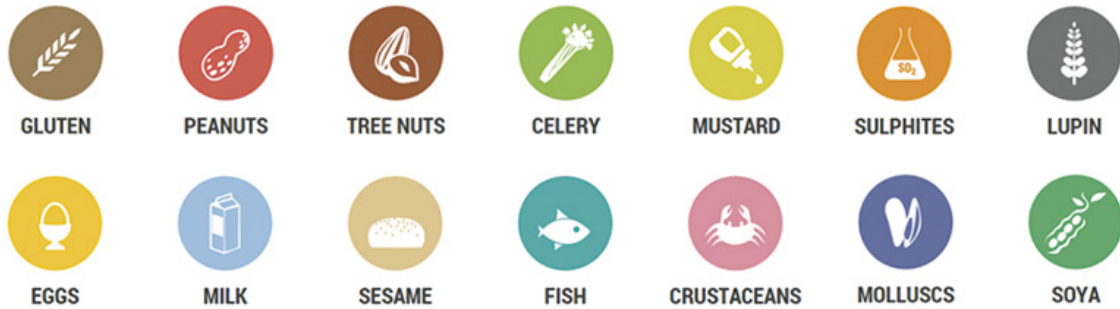 SO₂
GLUTEN PEANUTS TREE NUTS CELERY MUSTARD SULPHITES LUPIN
EGGS MILK SESAME FISH CRUSTACEANS MOLLUSCS SOYA